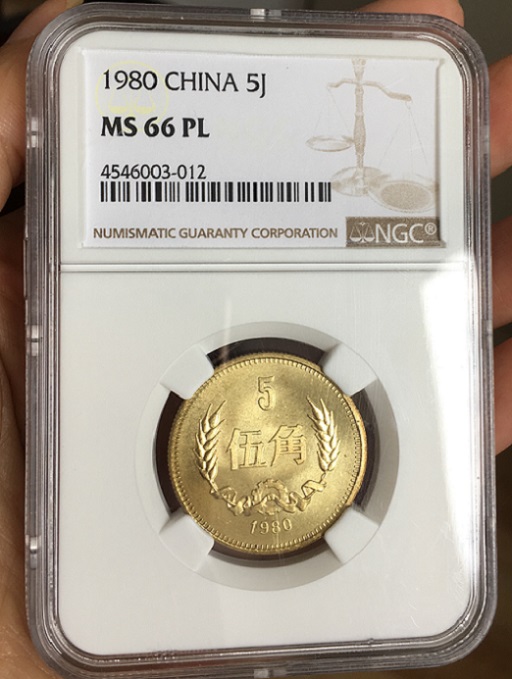 1980 CHINA 5J
MS 66 PL
4546003-012
NUMISMATIC GUARANTY CORPORATION
NGC®
5
伍角
1980